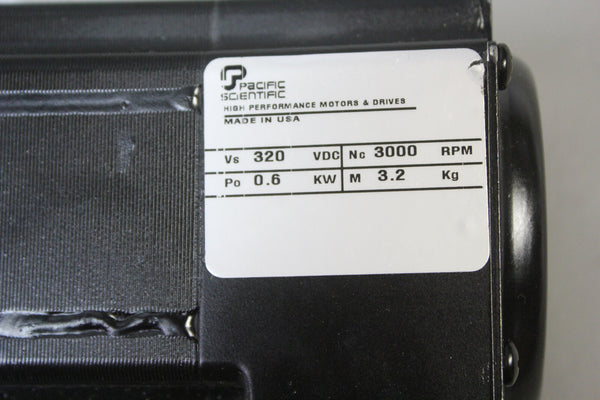 PACIFIC
SCIENTIFIC
HIGH PERFORMANCE MOTORS & DRIVES
MADE IN USA
Vs 320 VDC Nc 3000 RPM
Po 0.6 KW M 3.2 Kg